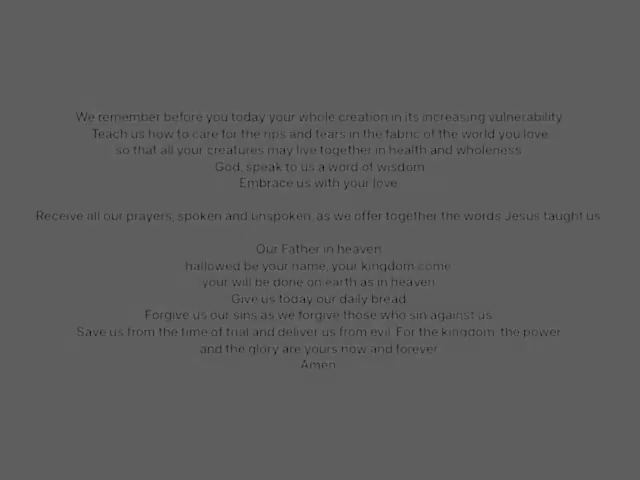 We remember before you today your whole creation in its increasing vulnerability.
Teach us how to care for the rips and tears in the fabric of the world you love,
so that all your creatures may live together in health and wholeness.
God, speak to us a word of wisdom.
Embrace us with your love.
Receive all our prayers, spoken and unspoken, as we offer together the words Jesus taught us.
Our Father in heaven,
hallowed be your name, your kingdom come,
your will be done on earth as in heaven.
Give us today our daily bread.
Forgive us our sins as we forgive those who sin against us.
Save us from the time of trial and deliver us from evil. For the kingdom, the power,
and the glory are yours now and forever.
Amen.